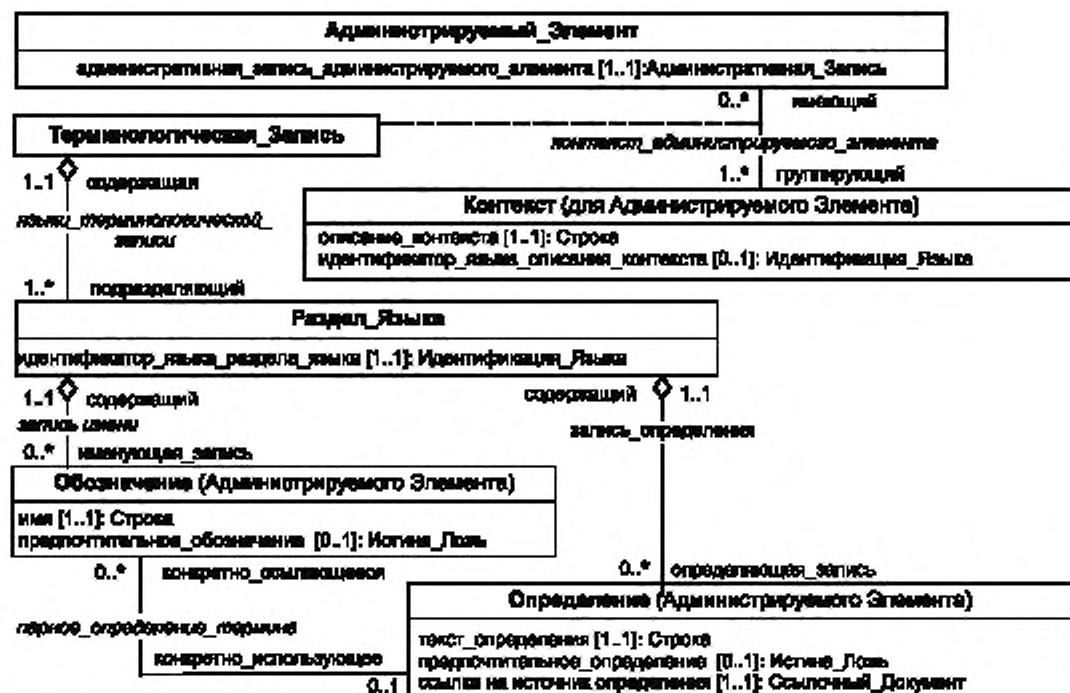 Администрируемый_Элемент
административная_запись_администрируемого_элемента [1..1]:Административная_Запись
0..* имеющий
Терминологическая_Запись
контекст_администрируемого_элемента
1..1 содержащая
1..* группирующий
языки_терминологической_
записи
Контекст (для Администрируемого Элемента)
описание_контекста [1..1]: Строка
идентификатор_языка_описания_контекста [0..1]: Идентификация_Языка
1..* подразделяющий
Раздел_Языка
идентификатор_языка_раздела_языка [1..1]: Идентификация_Языка
1..1 содержащий
содержащий 1..1
запись имени
запись_определения
0..* именующая_запись
Обозначение (Администрируемого Элемента)
имя [1..1]: Строка
предпочтительное_обозначение [0..1]: Истина_Ложь
0..* конкретно_ссылающееся
0..* определяющая_запись
Определение (Администрируемого Элемента)
парное_определение_термина
текст_определения [1..1]: Строка
предпочтительное_определение [0..1]: Истина_Ложь
ссылка на источник определения [1..1]: Ссылочный_Документ
конкретно_использующее
0..1